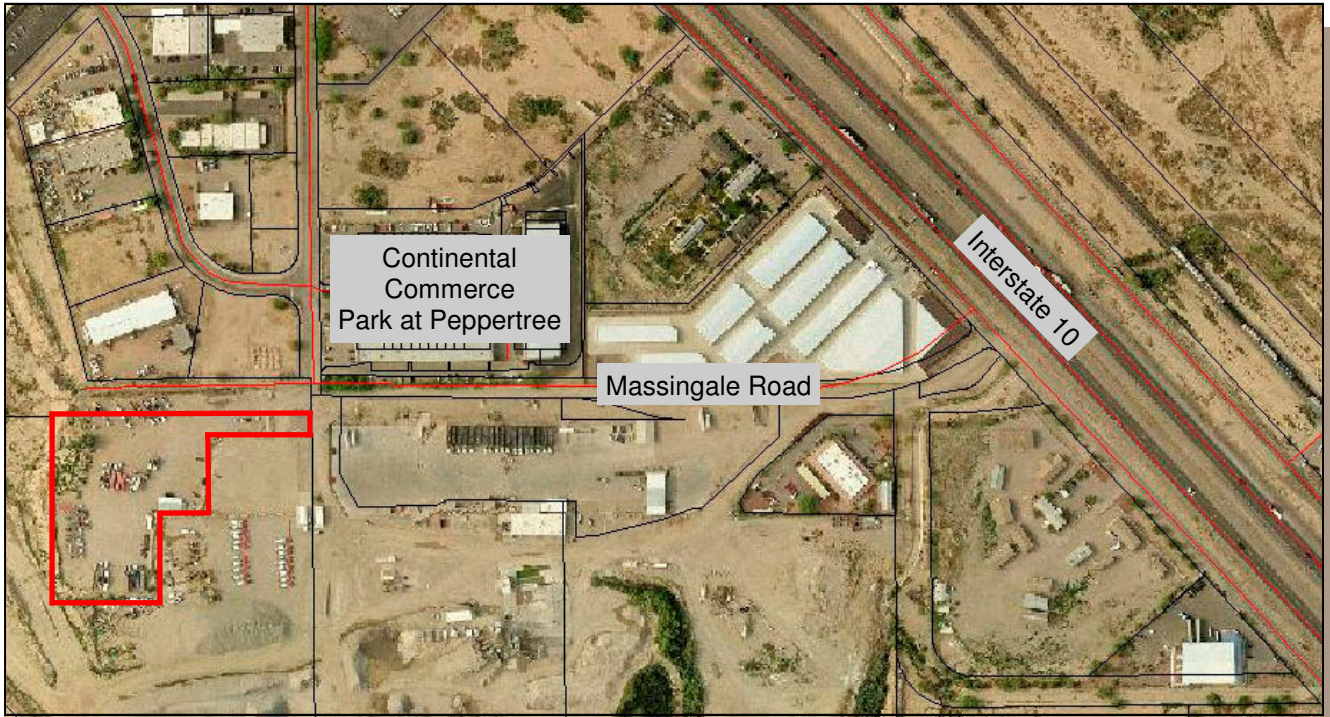 Continental
Commerce
Park at Peppertree
Interstate 10
Massingale Road